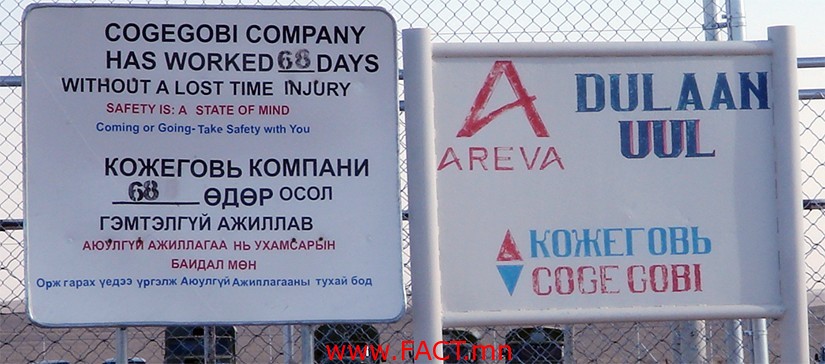 COGEGOBI COMPANY
HAS WORKED 68 DAYS
WITHOUT A LOST TIME INJURY
SAFETY IS: A STATE OF MIND
Coming or Going- Take Safety with You
КОЖЕГОВЬ КОМПАНИ
68 ӨДӨР ОСОЛ
ГЭМТЭЛГҮЙ АЖИЛЛАВ
АЮУЛГҮЙ АЖИЛЛАГАА НЬ УХАМСАРЫН
БАЙДАЛ МӨН
Орж гарах үедээ үргэлж Аюулгүй Ажиллагааны тухай бод
AREVA
DULAAN
UUL
КОЖЕГОВЬ
COGEGOBI
www.FACT.mn